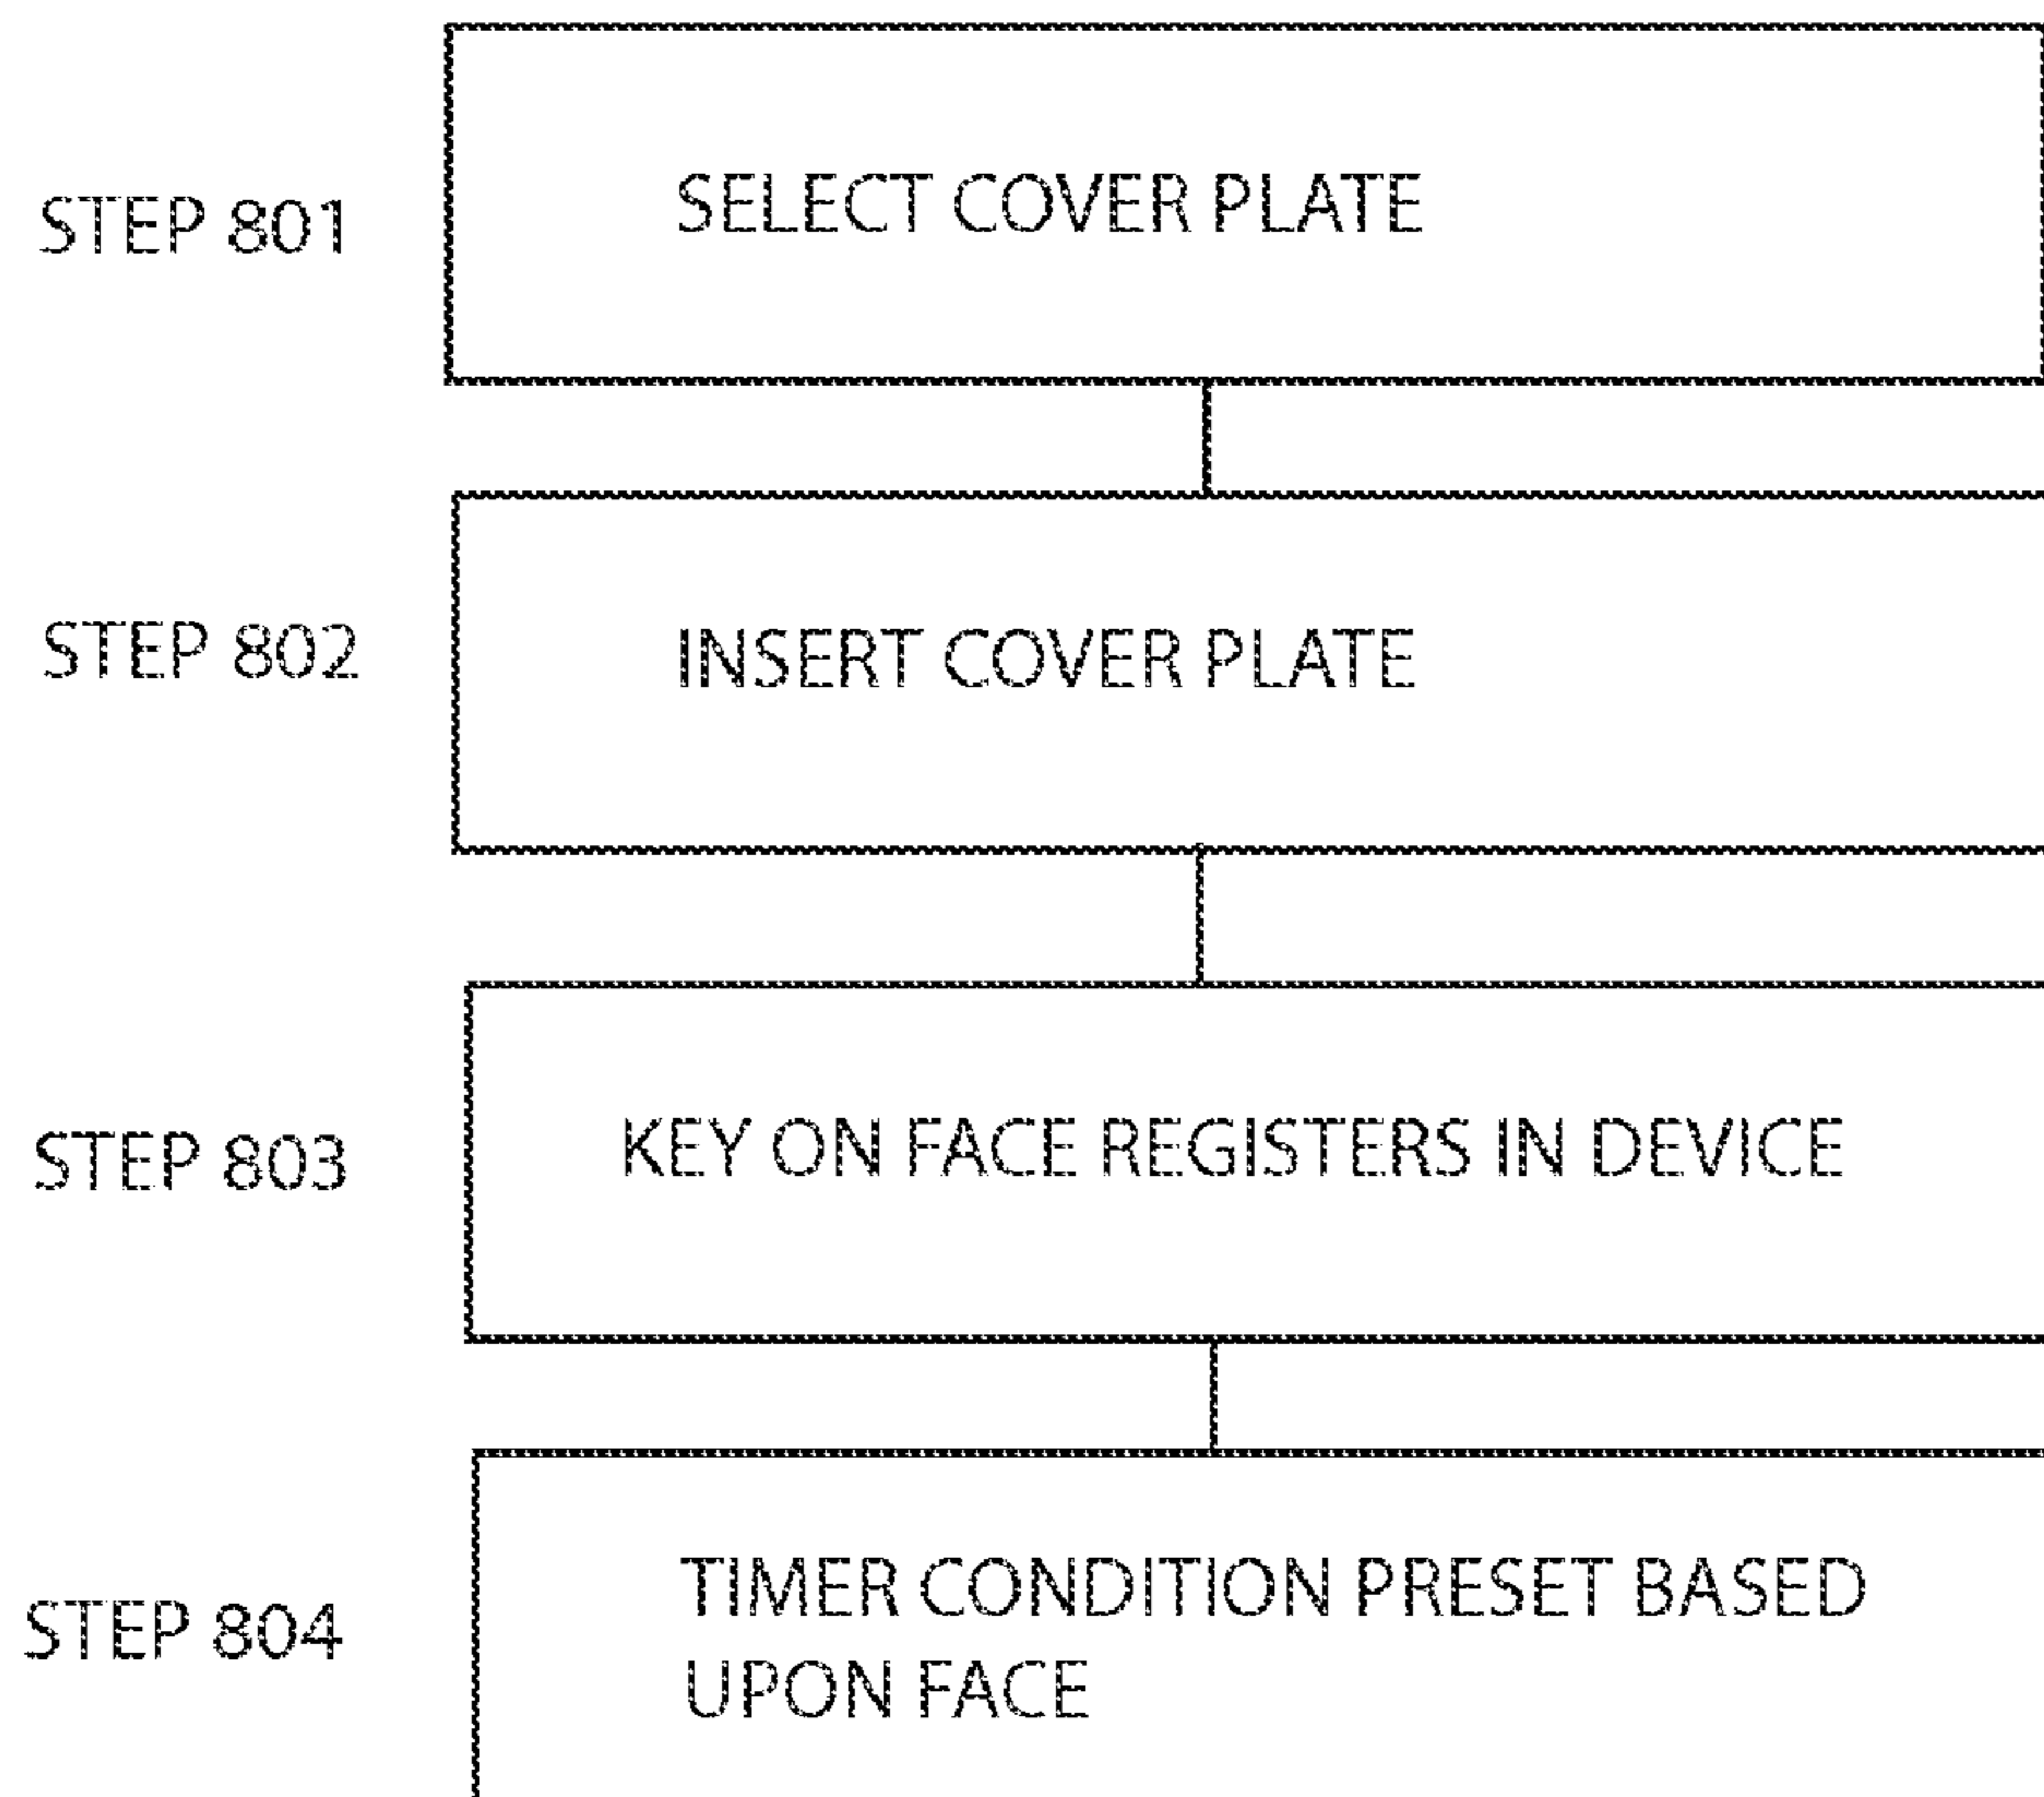 STEP 801
SELECT COVER PLATE
STEP 802
INSERT COVER PLATE
STEP 803
KEY ON FACE REGISTERS IN DEVICE
STEP 804
TIMER CONDITION PRESET BASED
UPON FACE